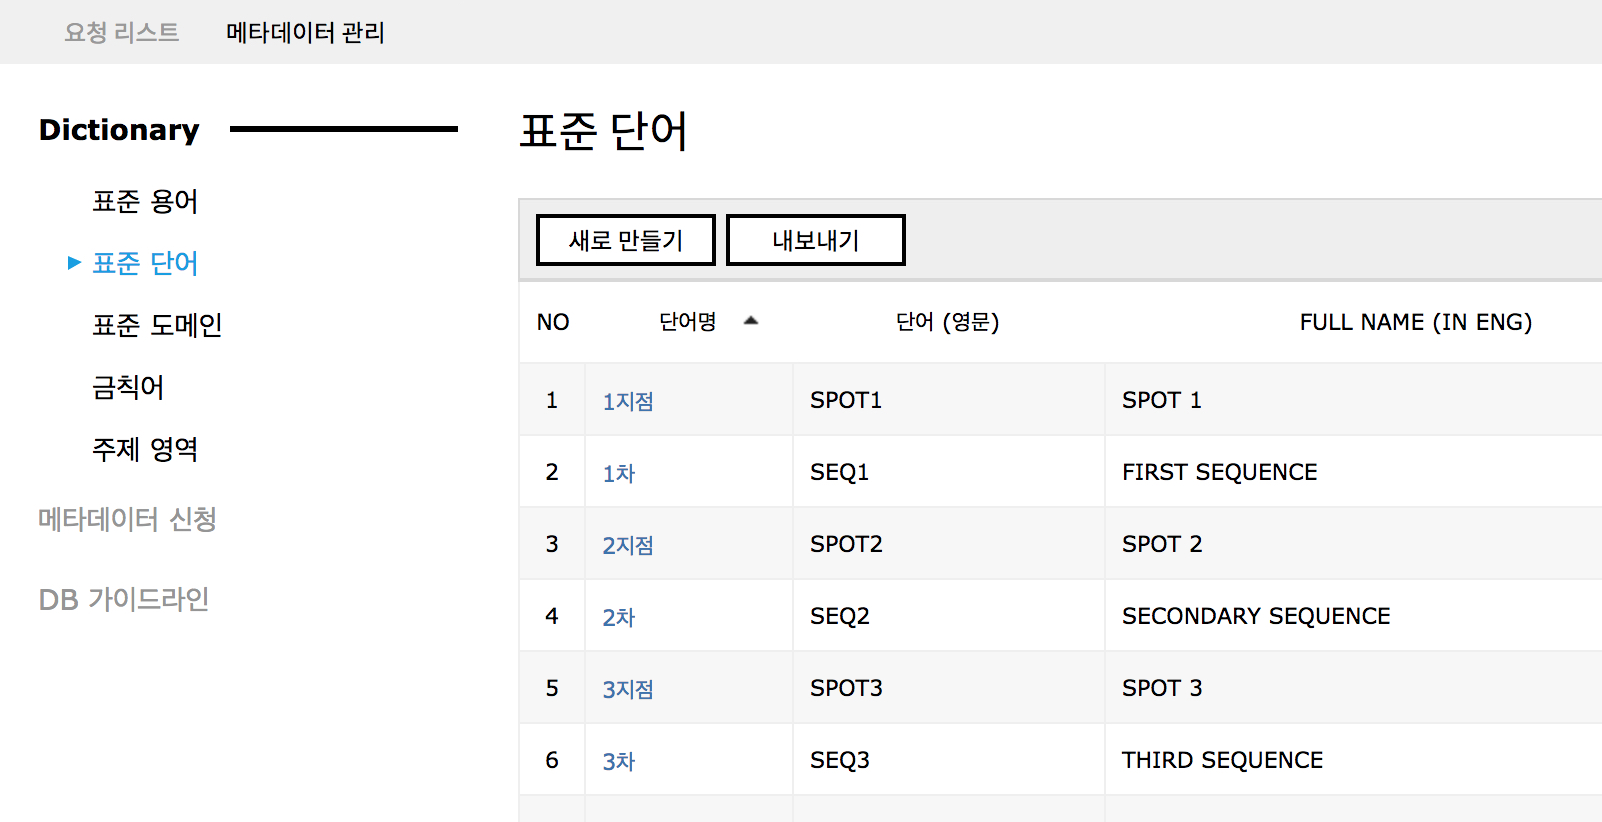 요청 리스트 메타데이터 관리
Dictionary
표준 용어
표준 단어
표준 도메인
금칙어
주제 영역
메타데이터 신청
DB 가이드라인
표준 단어
새로 만들기 내보내기
NO 단어명 단어 (영문) FULL NAME (IN ENG)
1 1지점 SPOT1 SPOT 1
2 1차 SEQ1 FIRST SEQUENCE
3 2지점 SPOT2 SPOT 2
4 2차 SEQ2 SECONDARY SEQUENCE
5 3지점 SPOT3 SPOT 3
6 3차 SEQ3 THIRD SEQUENCE